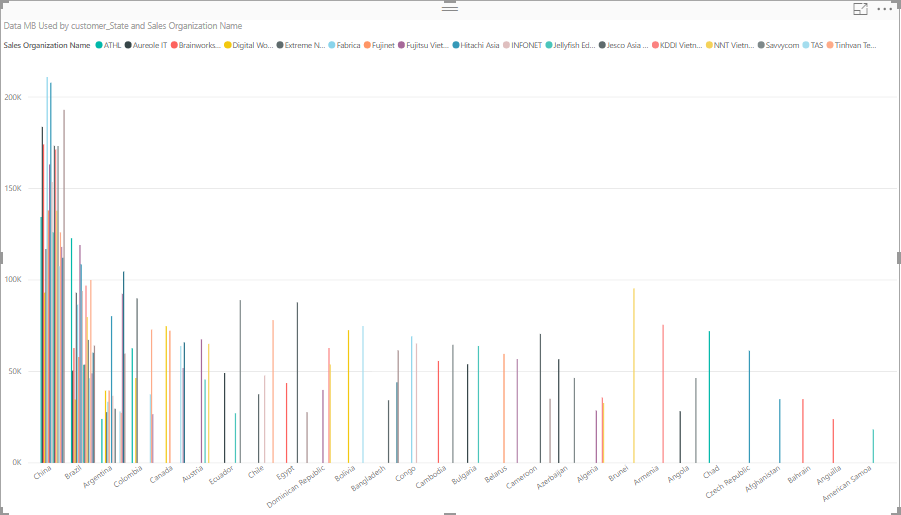 Data MB Used by customer_State and Sales Organization Name
Sales Organization Name ATHL Aureole IT Brainworks... Digital Wo... Extreme N... Fabrica Fujinet Fujitsu Viet... Hitachi Asia INFONET Jellyfish Ed... Jesco Asia ... KDDI Vietn... NNT Vietn... Savvycom TAS Tinhvan Te...
200K
150K
100K
50K
0K
China Brazil Argentina Colombia Canada Austria Ecuador Chile Egypt Dominican Republic Bolivia Bangladesh Congo Cambodia Bulgaria Belarus Cameroon Azerbaijan Algeria Brunei Armenia Angola Chad Czech Republic Afghanistan Bahrain Anguilla American Samoa